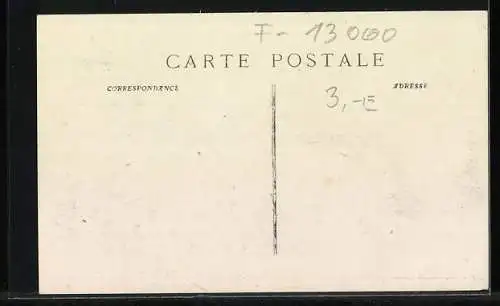 F-13000
CARTE POSTALE
CORRESPONDANCE
ADRESSE
3,-E